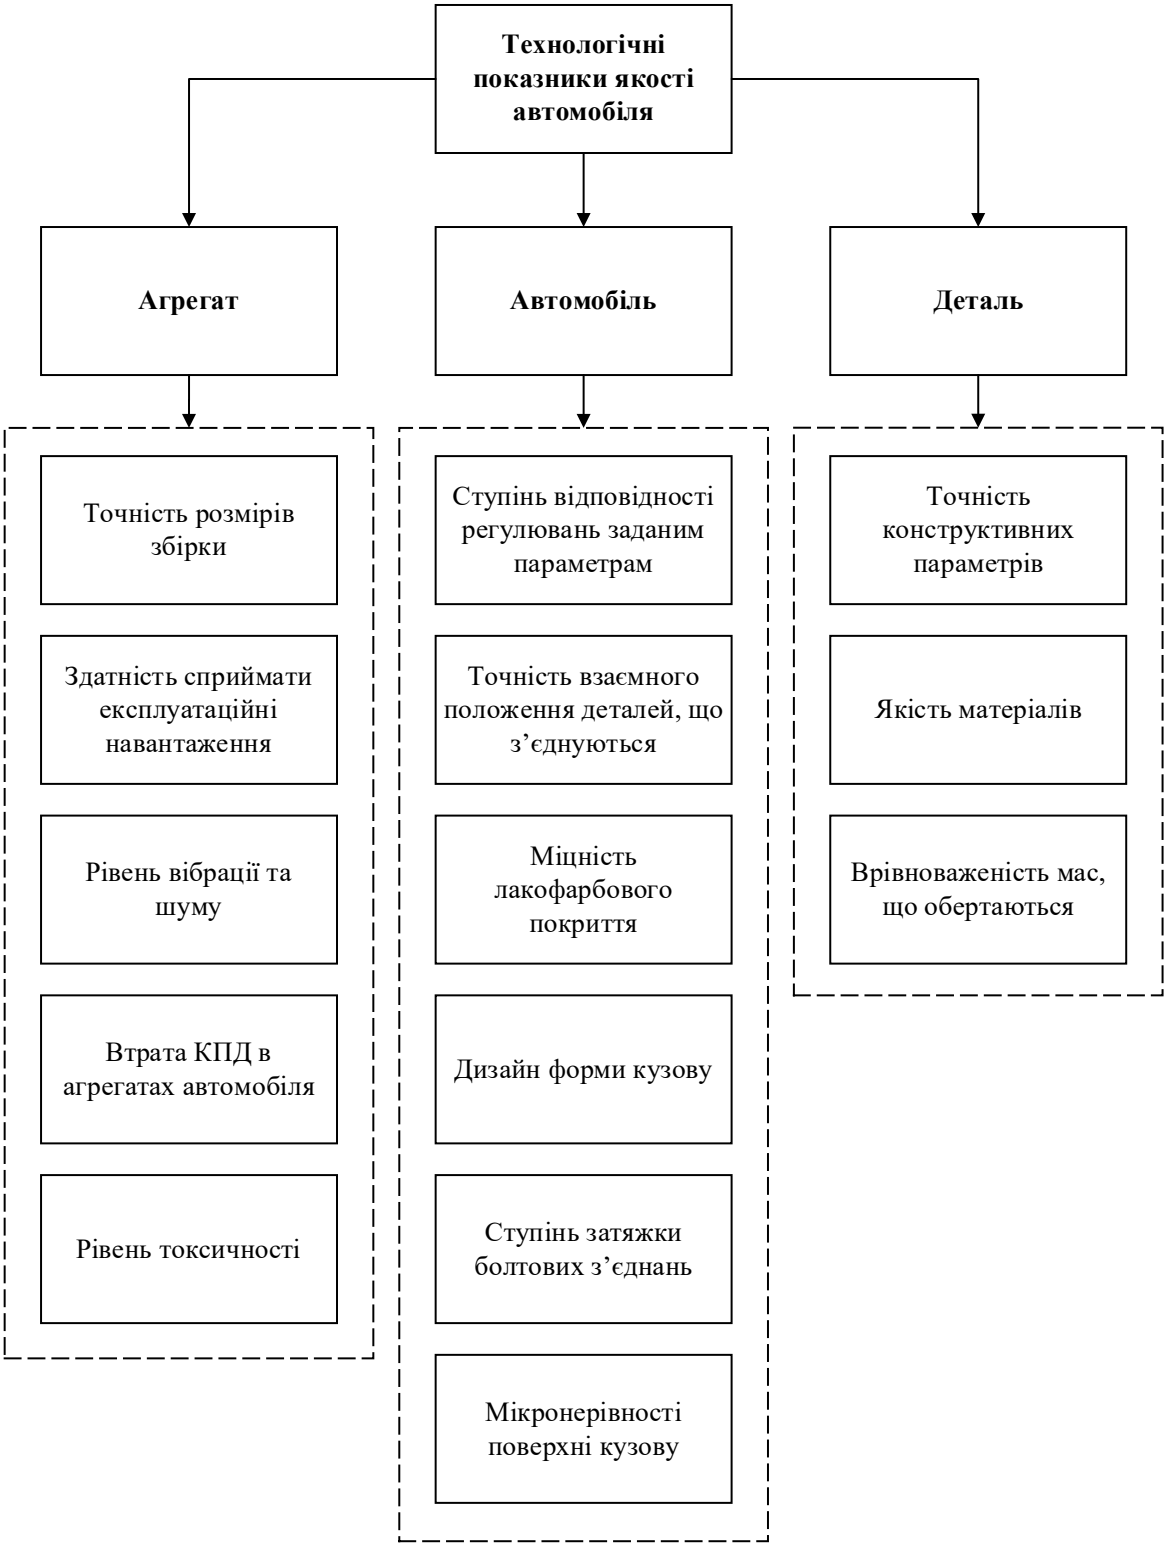 Технологічні
показники якості
автомобіля
Агрегат
Автомобіль
Деталь
Точність розмірів
збірки
Здатність сприймати
експлуатаційні
навантаження
Рівень вібрації та
шуму
Втрата КПД в
агрегатах автомобіля
Рівень токсичності
Ступінь відповідності
регулювань заданим
параметрам
Точність взаємного
положення деталей, що
з’єднуються
Міцність
лакофарбового
покриття
Дизайн форми кузову
Ступінь затяжки
болтових з’єднань
Мікронерівності
поверхні кузову
Точність
конструктивних
параметрів
Якість матеріалів
Врівноваженість мас,
що обертаються